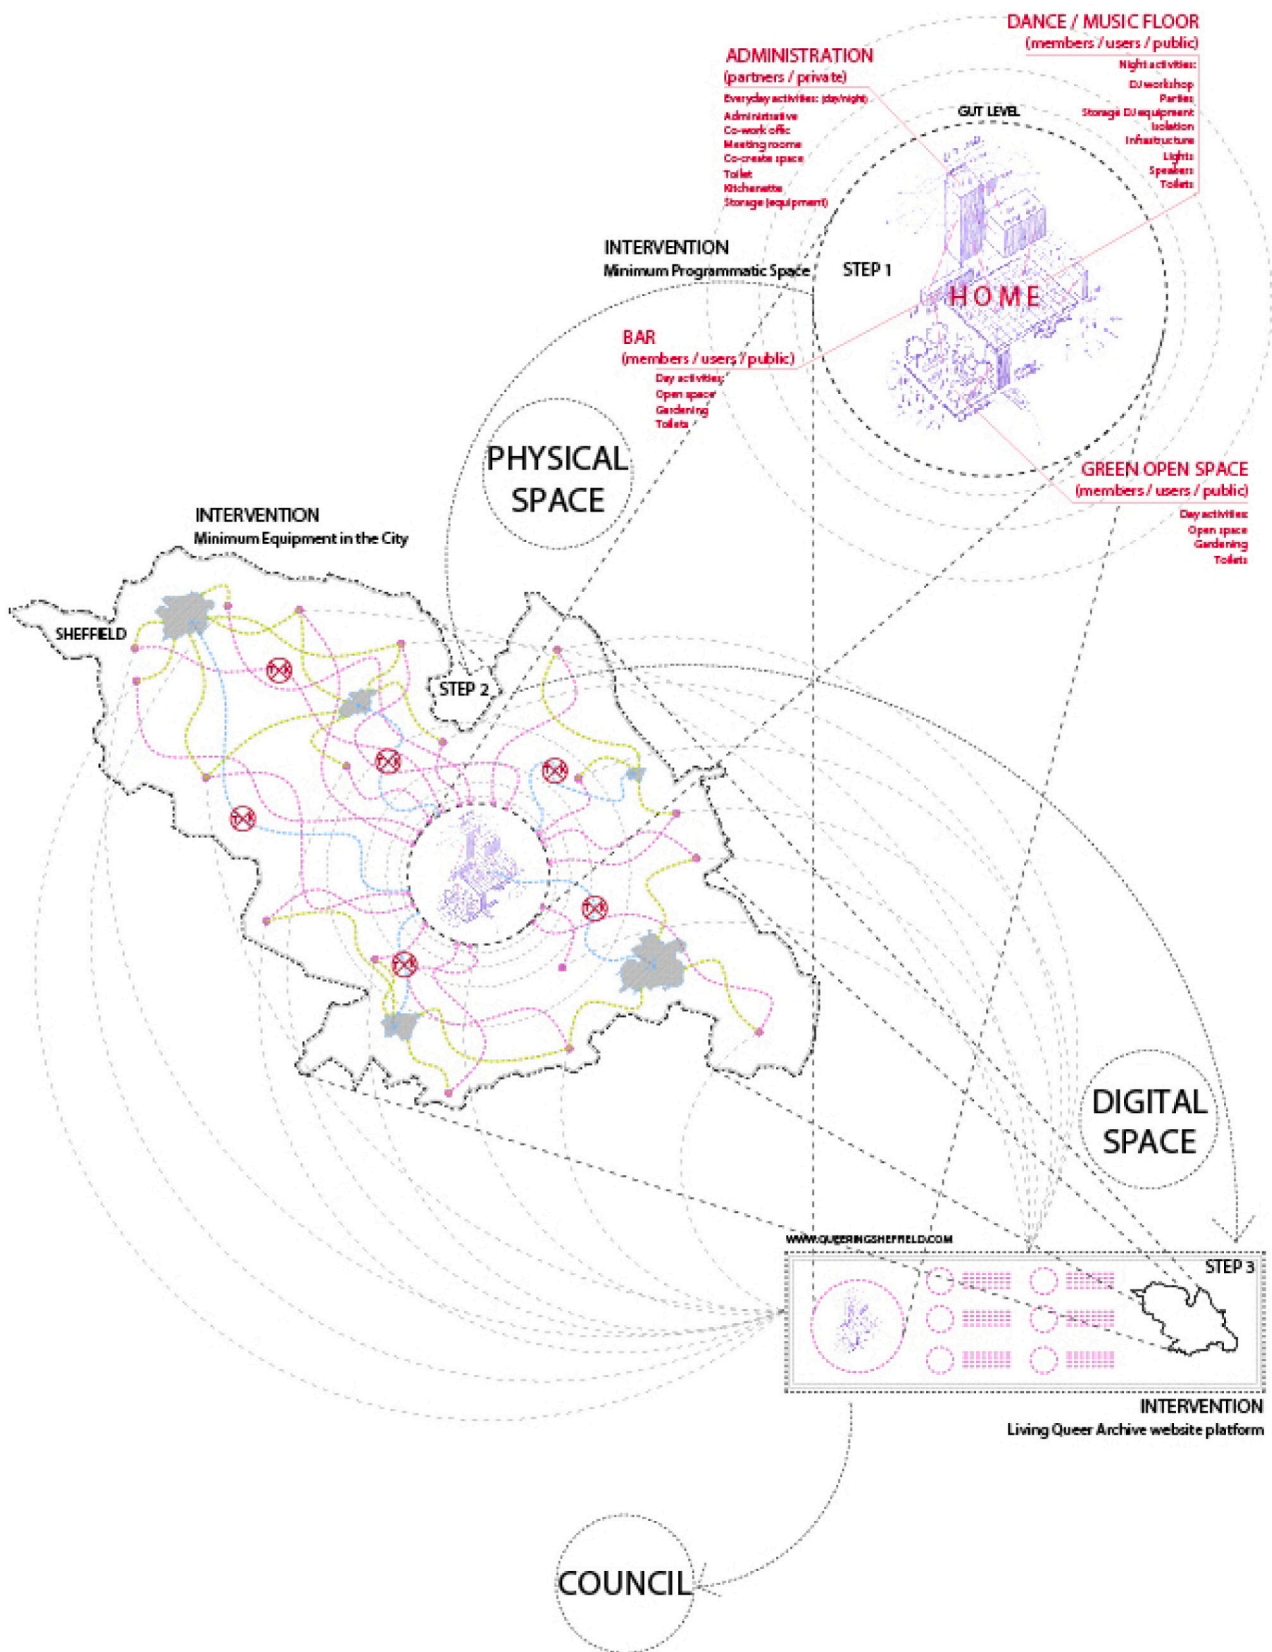 DANCE / MUSIC FLOOR
(members / users / public)
Night activities:
DJ workshop
Parties
Storage DJ equipment
Isolation
Infrastructure
Lights
Speakers
Toilets
ADMINISTRATION
(partners / private)
Everyday activities: (day/night)
Administrative
Co-work offic
Meeting rooms
Co-create space
Toilet
Kitchenette
Storage (equipment)
GUT LEVEL
INTERVENTION
Minimum Programmatic Space
STEP 1
HOME
BAR
(members / users / public)
Day activities:
Open space
Gardening
Toilets
GREEN OPEN SPACE
(members / users / public)
Day activities:
Open space
Gardening
Toilets
PHYSICAL
SPACE
INTERVENTION
Minimum Equipment in the City
SHEFFIELD
STEP 2
DIGITAL
SPACE
WWW.QUEERINGSHEFFIELD.COM
STEP 3
INTERVENTION
Living Queer Archive website platform
COUNCIL